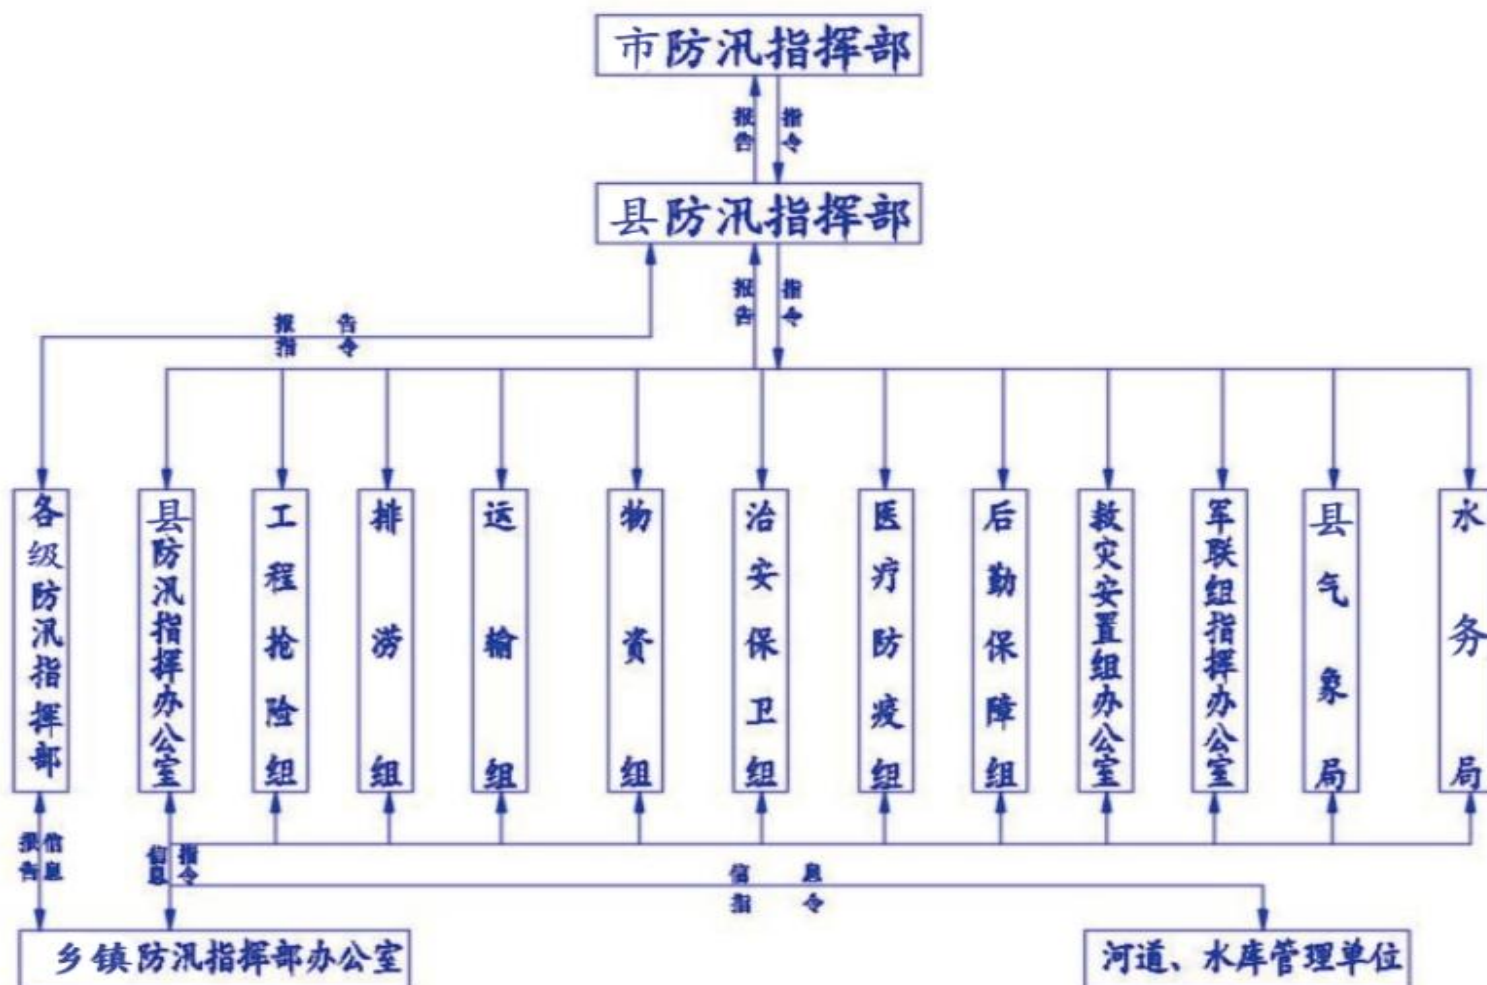 市防汛指挥部
报告
指令
县防汛指挥部
报告
指令
报告
指令
各级防汛指挥部
县防汛指挥办公室
工程抢险组
排涝组
运输组
物资组
治安保卫组
医疗防疫组
后勤保障组
救灾安置组办公室
军联组指挥办公室
县气象局
水务局
报告
信息
信息
指令
信息
指令
乡镇防汛指挥部办公室
河道、水库管理单位